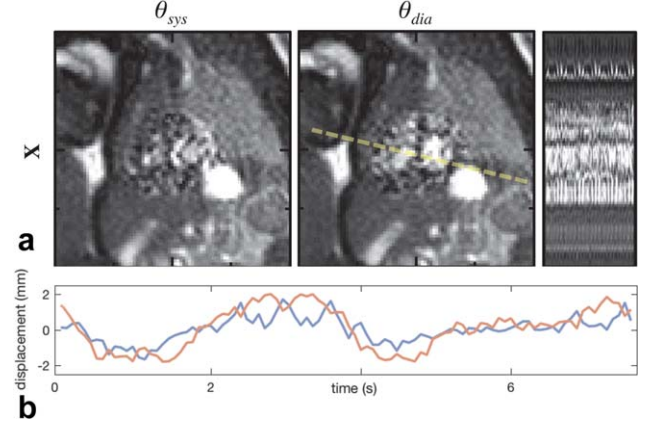 θsys θdia
X
a
displacement (mm)
2
0
-2
0 2 time (s) 6
b